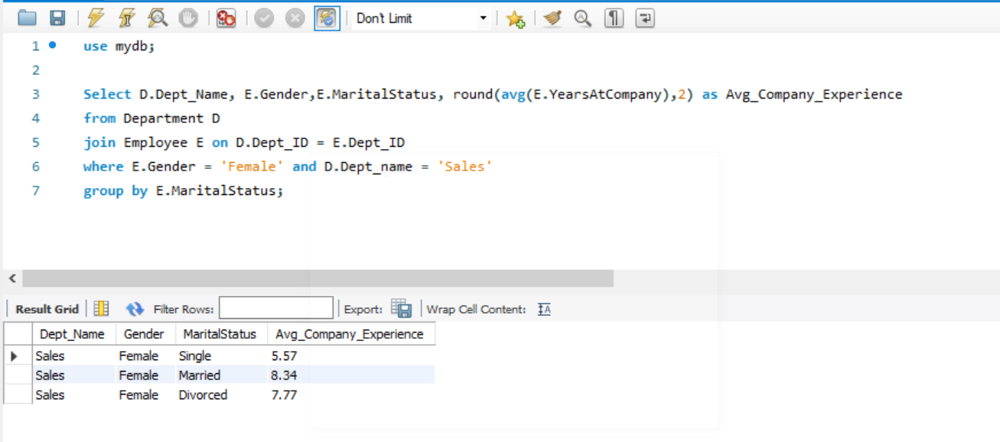 Don't Limit
1 use mydb;
2
3 Select D.Dept_Name, E.Gender,E.MaritalStatus, round(avg(E.YearsAtCompany),2) as Avg_Company_Experience
4 from Department D
5 join Employee E on D.Dept_ID = E.Dept_ID
6 where E.Gender = 'Female' and D.Dept_name = 'Sales'
7 group by E.MaritalStatus;
Result Grid Filter Rows: Export: Wrap Cell Content:
Dept_Name Gender MaritalStatus Avg_Company_Experience
Sales Female Single 5.57
Sales Female Married 8.34
Sales Female Divorced 7.77